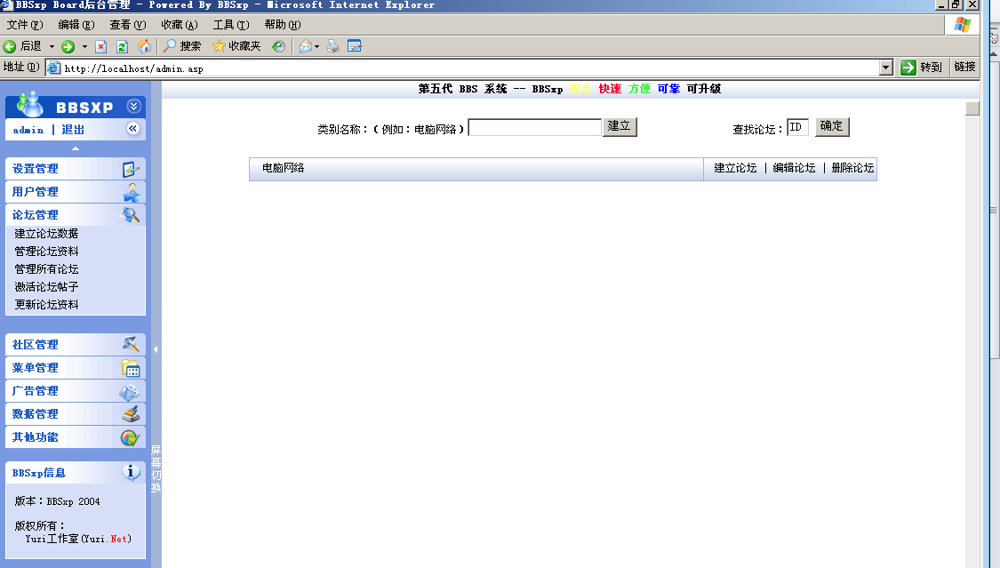 BBSxp Board后台管理 - Powered By BBSxp - Microsoft Internet Explorer
文件(F) 编辑(E) 查看(V) 收藏(A) 工具(T) 帮助(H)
后退 搜索 收藏夹
地址(D) http://localhost/admin.asp 转到 链接
第五代 BBS 系统 -- BBSxp 安全 快速 方便 可靠 可升级
BBSXP
admin | 退出
类别名称：(例如：电脑网络) 建立 查找论坛： ID 确定
电脑网络 建立论坛 | 编辑论坛 | 删除论坛
设置管理
用户管理
论坛管理
建立论坛数据
管理论坛资料
管理所有论坛
激活论坛帖子
更新论坛资料
社区管理
菜单管理
广告管理
数据管理
其他功能
屏幕切换
BBSxp信息
版本：BBSxp 2004
版权所有：
Yuzi工作室(Yuzi.Net)